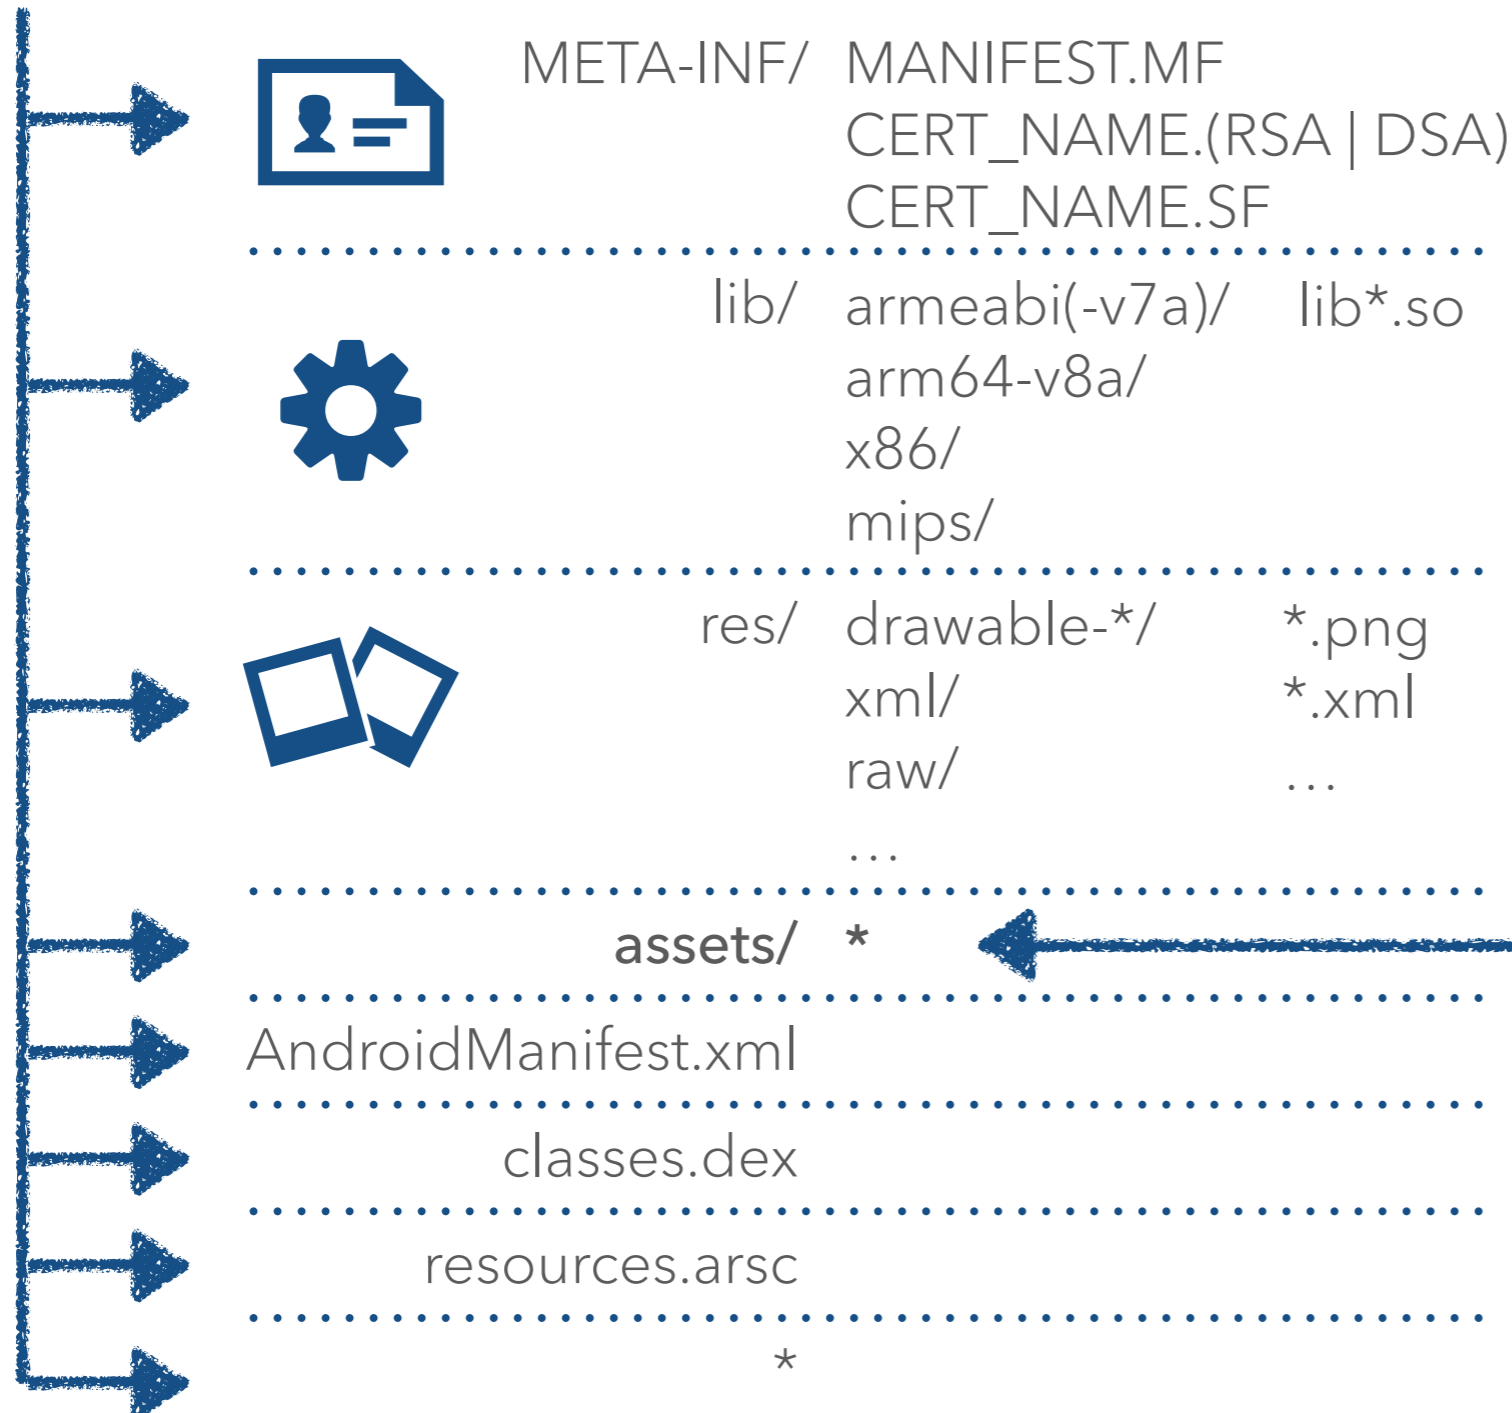 META-INF/ MANIFEST.MF
CERT_NAME.(RSA | DSA)
CERT_NAME.SF
lib/ armeabi(-v7a)/ lib*.so
arm64-v8a/
x86/
mips/
res/ drawable-*/ *.png
xml/ *.xml
raw/ …
…
assets/ *
AndroidManifest.xml
classes.dex
resources.arsc
*